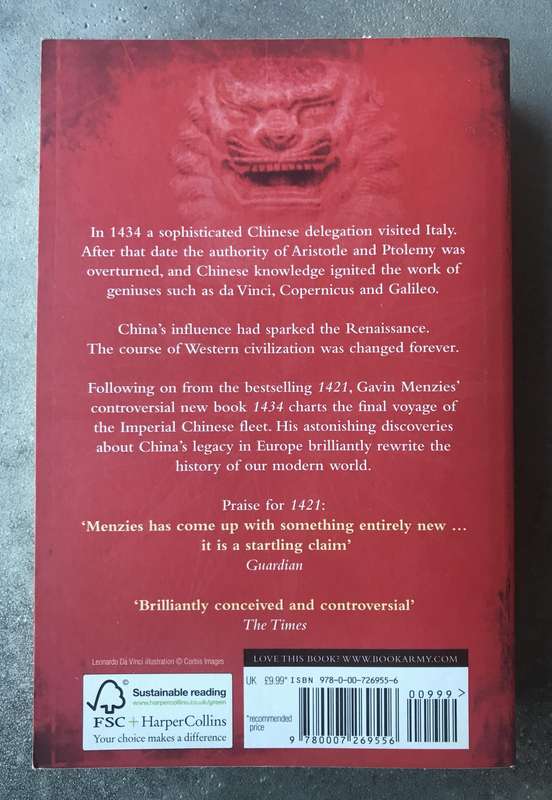 In 1434 a sophisticated Chinese delegation visited Italy.
After that date the authority of Aristotle and Ptolemy was
overturned, and Chinese knowledge ignited the work of
geniuses such as da Vinci, Copernicus and Galileo.
China's influence had sparked the Renaissance.
The course of Western civilization was changed forever.
Following on from the bestselling 1421, Gavin Menzies'
controversial new book 1434 charts the final voyage of
the Imperial Chinese fleet. His astonishing discoveries
about China's legacy in Europe brilliantly rewrite the
history of our modern world.
Praise for 1421:
'Menzies has come up with something entirely new …
it is a startling claim'
Guardian
'Brilliantly conceived and controversial'
The Times
Leonardo Da Vinci illustration © Corbis Images
LOVE THIS BOOK? WWW.BOOKARMY.COM
©
Sustainable reading
www.harpercollins.co.uk/green
FSC + HarperCollins
Your choice makes a difference
UK £9.99* ISBN 978-0-00-726955-6
00999 >
*recommended
price
9 780007 269556